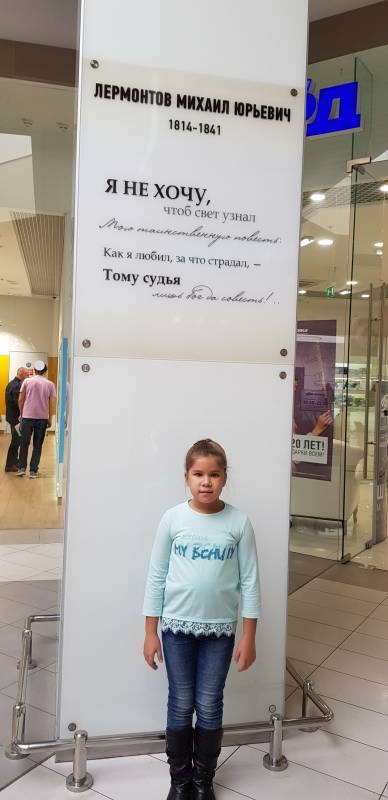 ЛЕРМОНТОВ МИХАИЛ ЮРЬЕВИЧ
1814-1841
Я НЕ ХОЧУ,
чтоб свет узнал
Мою таинственную повесть:
Как я любил, за что страдал, –
Тому судья
лишь бог да совесть!..
20 ЛЕТ!
ВСЕМ!
MY